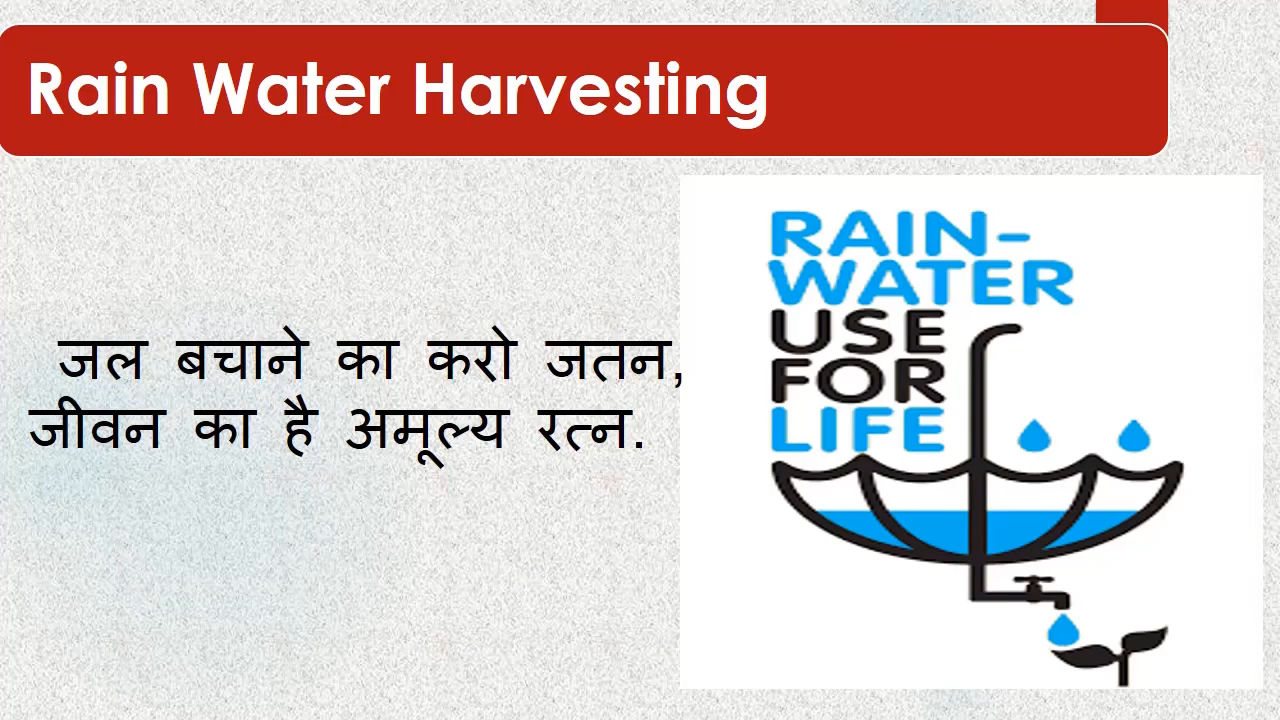 Rain Water Harvesting
जल बचाने का करो जतन,
जीवन का है अमूल्य रत्न.
RAIN-
WATER
USE
FOR
LIFE